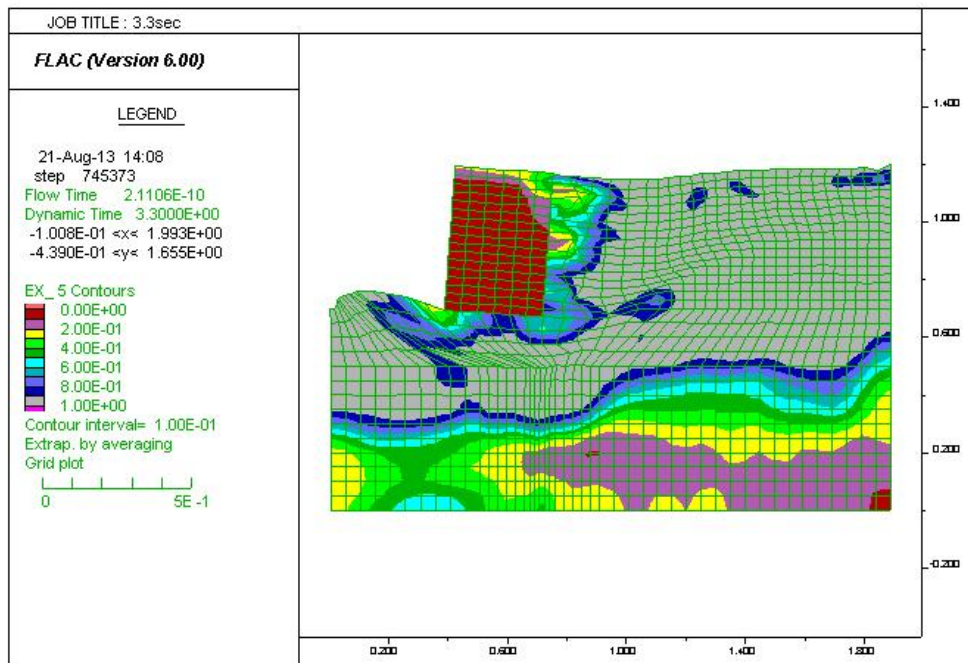 JOB TITLE : 3.3sec
FLAC (Version 6.00)
LEGEND
21-Aug-13 14:08
step 745373
Flow Time 2.1106E-10
Dynamic Time 3.3000E+00
-1.008E-01 <x< 1.993E+00
-4.390E-01 <y< 1.655E+00
EX_ 5 Contours
0.00E+00
2.00E-01
4.00E-01
6.00E-01
8.00E-01
1.00E+00
Contour interval= 1.00E-01
Extrap. by averaging
Grid plot
0 5E -1
1.400
1.000
0.600
0.200
-0.200
0.200 0.600 1.000 1.400 1.800